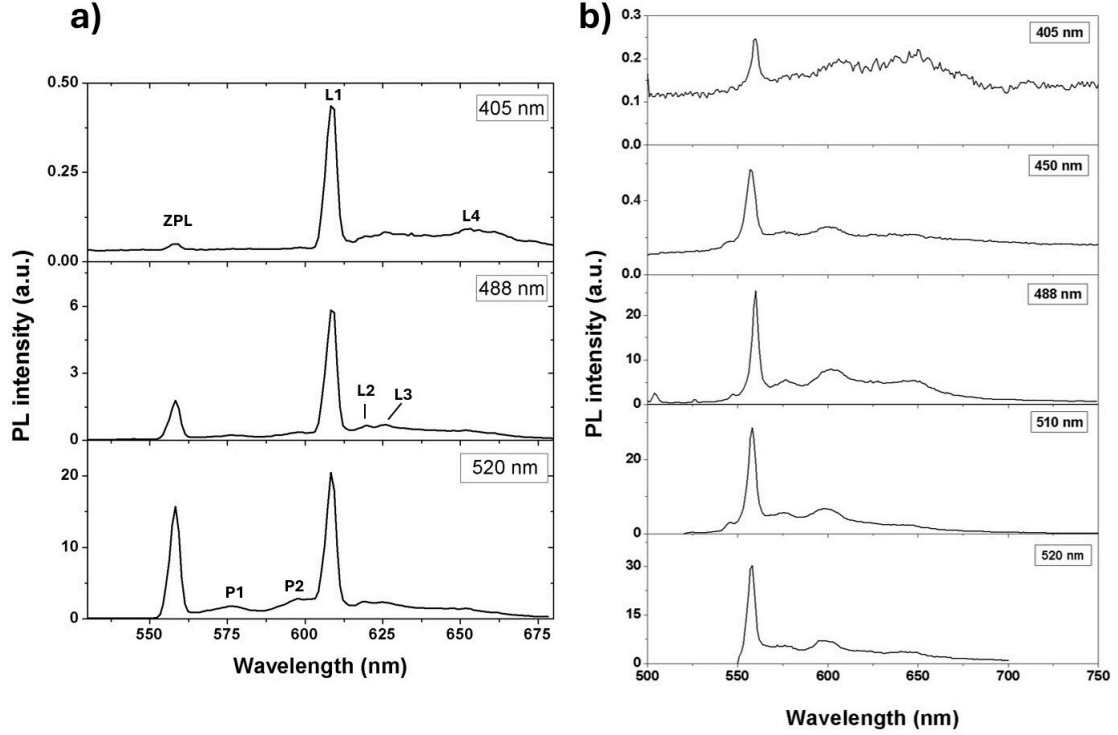 a)
0.50
0.25
0.00
405 nm
L1
ZPL
L4
6
3
0
488 nm
L2
L3
20
10
0
520 nm
P1
P2
550
575
600
625
650
675
Wavelength (nm)
PL intensity (a.u.)
b)
0.3
0.2
0.1
0.0
405 nm
0.4
0.0
450 nm
20
10
0
488 nm
20
0
510 nm
30
15
0
520 nm
500
550
600
650
700
750
Wavelength (nm)
PL intensity (a.u.)